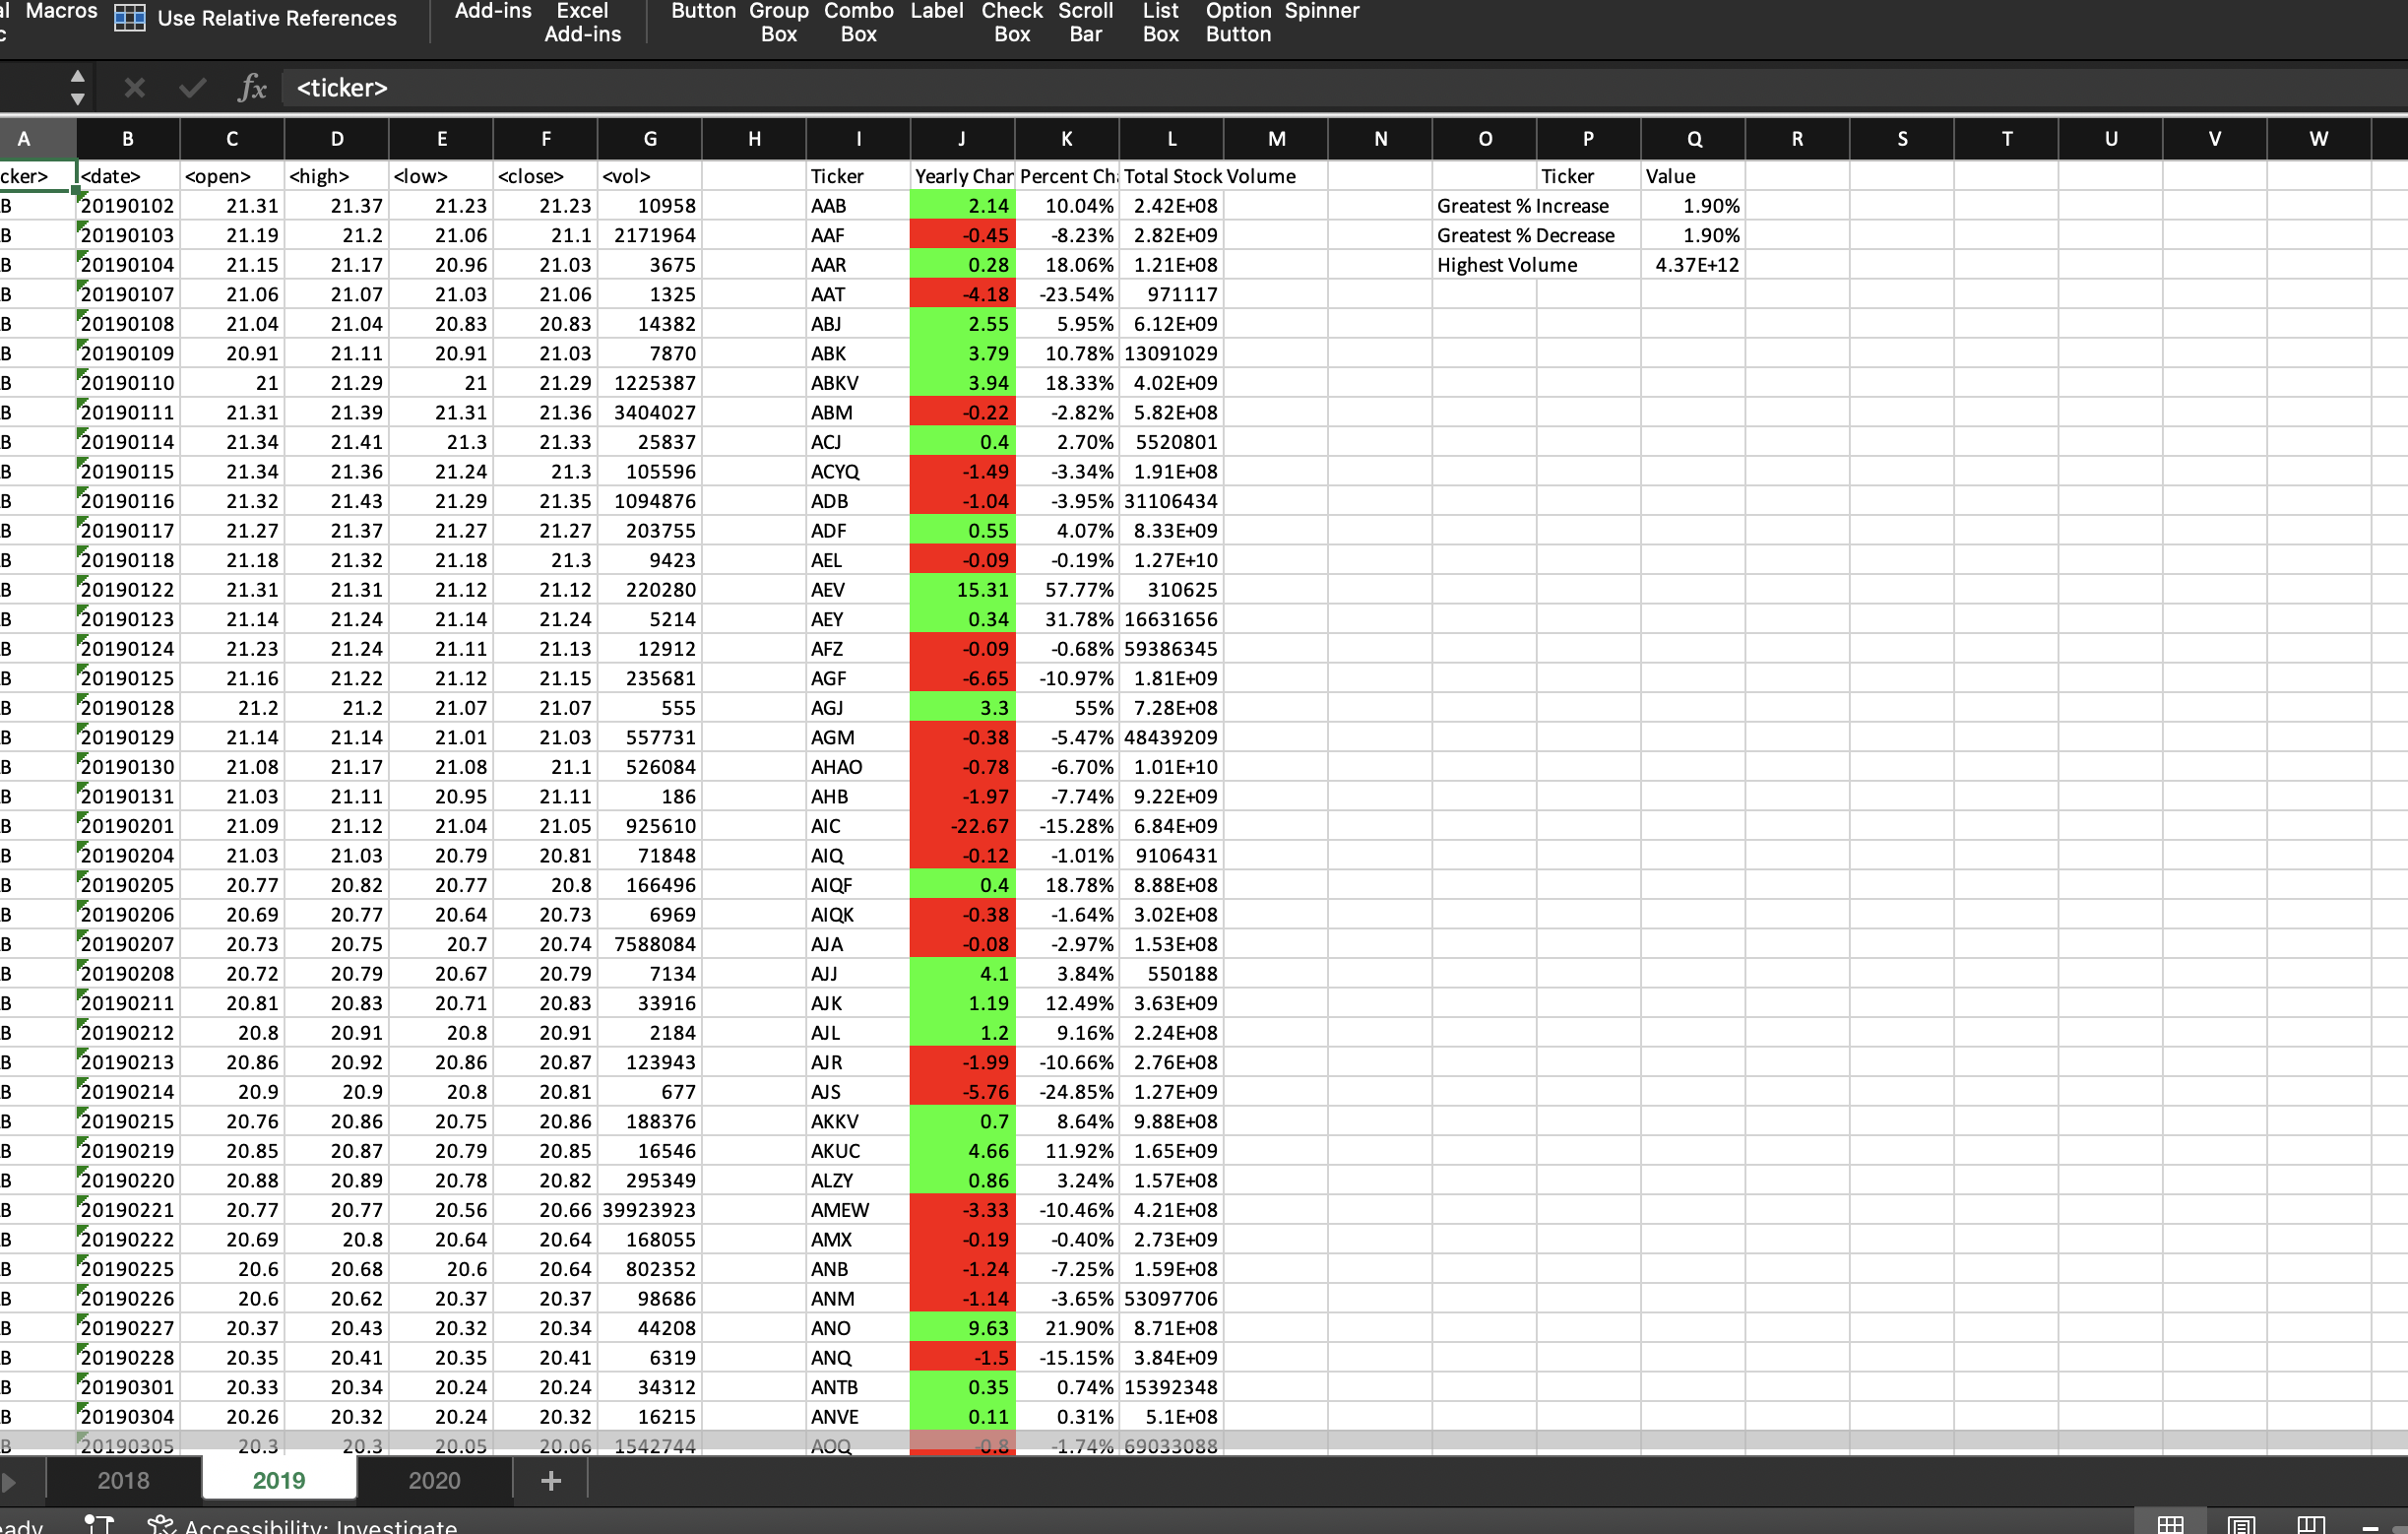 al Macros Use Relative References Add-ins Excel Add-ins Button Group Box Combo Box Label Check Box Scroll Bar List Box Option Button Spinner
fx <ticker>
A B C D E F G H I J K L M N O P Q R S T U V W
cker> <date> <open> <high> <low> <close> <vol> Ticker Yearly Char Percent Cha Total Stock Volume Ticker Value
B 20190102 21.31 21.37 21.23 21.23 10958 AAB 2.14 10.04% 2.42E+08 Greatest % Increase 1.90%
B 20190103 21.19 21.2 21.06 21.1 2171964 AAF -0.45 -8.23% 2.82E+09 Greatest % Decrease 1.90%
B 20190104 21.15 21.17 20.96 21.03 3675 AAR 0.28 18.06% 1.21E+08 Highest Volume 4.37E+12
B 20190107 21.06 21.07 21.03 21.06 1325 AAT -4.18 -23.54% 971117
B 20190108 21.04 21.04 20.83 20.83 14382 ABJ 2.55 5.95% 6.12E+09
B 20190109 20.91 21.11 20.91 21.03 7870 ABK 3.79 10.78% 13091029
B 20190110 21 21.29 21 21.29 1225387 ABKV 3.94 18.33% 4.02E+09
B 20190111 21.31 21.39 21.31 21.36 3404027 ABM -0.22 -2.82% 5.82E+08
B 20190114 21.34 21.41 21.3 21.33 25837 ACJ 0.4 2.70% 5520801
B 20190115 21.34 21.36 21.24 21.3 105596 ACYQ -1.49 -3.34% 1.91E+08
B 20190116 21.32 21.43 21.29 21.35 1094876 ADB -1.04 -3.95% 31106434
B 20190117 21.27 21.37 21.27 21.27 203755 ADF 0.55 4.07% 8.33E+09
B 20190118 21.18 21.32 21.18 21.3 9423 AEL -0.09 -0.19% 1.27E+10
B 20190122 21.31 21.31 21.12 21.12 220280 AEV 15.31 57.77% 310625
B 20190123 21.14 21.24 21.14 21.24 5214 AEY 0.34 31.78% 16631656
B 20190124 21.23 21.24 21.11 21.13 12912 AFZ -0.09 -0.68% 59386345
B 20190125 21.16 21.22 21.12 21.15 235681 AGF -6.65 -10.97% 1.81E+09
B 20190128 21.2 21.2 21.07 21.07 555 AGJ 3.3 55% 7.28E+08
B 20190129 21.14 21.14 21.01 21.03 557731 AGM -0.38 -5.47% 48439209
B 20190130 21.08 21.17 21.08 21.1 526084 AHAO -0.78 -6.70% 1.01E+10
B 20190131 21.03 21.11 20.95 21.11 186 AHB -1.97 -7.74% 9.22E+09
B 20190201 21.09 21.12 21.04 21.05 925610 AIC -22.67 -15.28% 6.84E+09
B 20190204 21.03 21.03 20.79 20.81 71848 AIQ -0.12 -1.01% 9106431
B 20190205 20.77 20.82 20.77 20.8 166496 AIQF 0.4 18.78% 8.88E+08
B 20190206 20.69 20.77 20.64 20.73 6969 AIQK -0.38 -1.64% 3.02E+08
B 20190207 20.73 20.75 20.7 20.74 7588084 AJA -0.08 -2.97% 1.53E+08
B 20190208 20.72 20.79 20.67 20.79 7134 AJJ 4.1 3.84% 550188
B 20190211 20.81 20.83 20.71 20.83 33916 AJK 1.19 12.49% 3.63E+09
B 20190212 20.8 20.91 20.8 20.91 2184 AJL 1.2 9.16% 2.24E+08
B 20190213 20.86 20.92 20.86 20.87 123943 AJR -1.99 -10.66% 2.76E+08
B 20190214 20.9 20.9 20.8 20.81 677 AJS -5.76 -24.85% 1.27E+09
B 20190215 20.76 20.86 20.75 20.86 188376 AKKV 0.7 8.64% 9.88E+08
B 20190219 20.85 20.87 20.79 20.85 16546 AKUC 4.66 11.92% 1.65E+09
B 20190220 20.88 20.89 20.78 20.82 295349 ALZY 0.86 3.24% 1.57E+08
B 20190221 20.77 20.77 20.56 20.66 39923923 AMEW -3.33 -10.46% 4.21E+08
B 20190222 20.69 20.8 20.64 20.64 168055 AMX -0.19 -0.40% 2.73E+09
B 20190225 20.6 20.68 20.6 20.64 802352 ANB -1.24 -7.25% 1.59E+08
B 20190226 20.6 20.62 20.37 20.37 98686 ANM -1.14 -3.65% 53097706
B 20190227 20.37 20.43 20.32 20.34 44208 ANO 9.63 21.90% 8.71E+08
B 20190228 20.35 20.41 20.35 20.41 6319 ANQ -1.5 -15.15% 3.84E+09
B 20190301 20.33 20.34 20.24 20.24 34312 ANTB 0.35 0.74% 15392348
B 20190304 20.26 20.32 20.24 20.32 16215 ANVE 0.11 0.31% 5.1E+08
B 20190305 20.3 20.3 20.05 20.06 1542744 AOQ -0.8 -1.74% 69033088
2018 2019 2020 +
eady Accessibility: Investigate